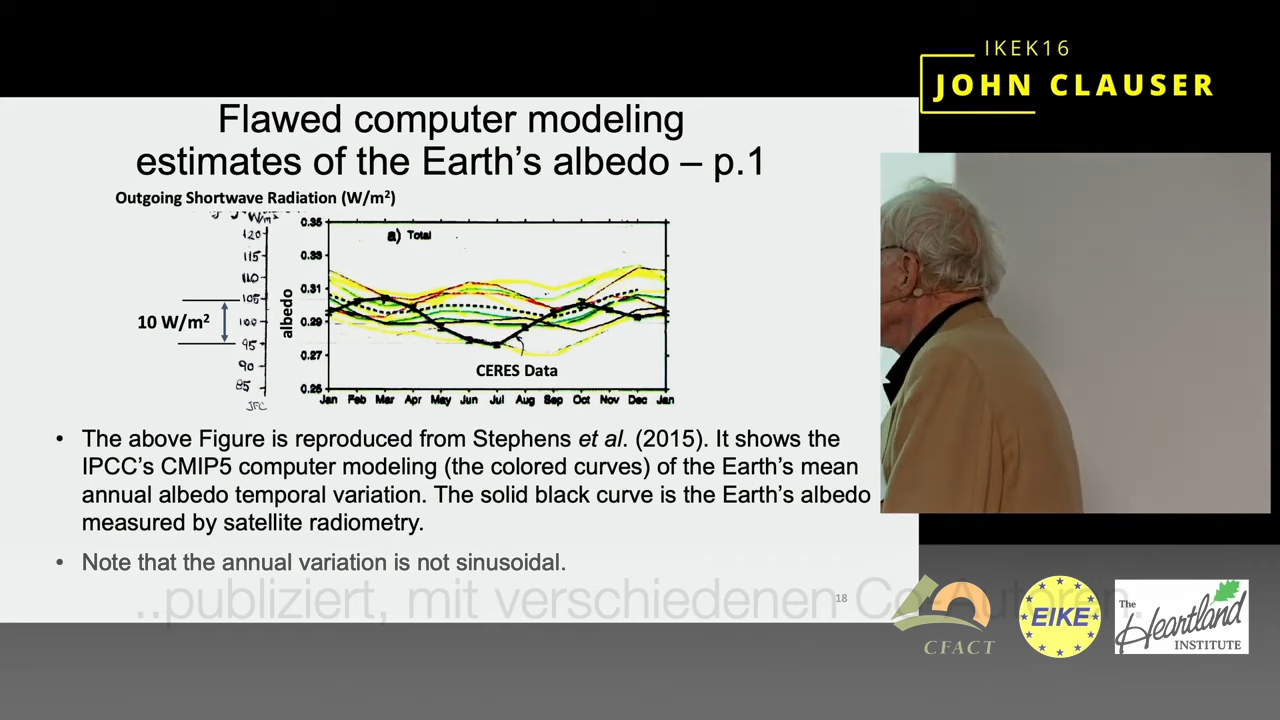 IKEK16
JOHN CLAUSER
Flawed computer modeling
estimates of the Earth's albedo – p.1
Outgoing Shortwave Radiation (W/m²)
W/m²
120
115
110
105
100
95
90
85
JFC
10 W/m²
albedo
0.35
0.33
0.31
0.29
0.27
0.25
a) Total
CERES Data
Jan Feb Mar Apr May Jun Jul Aug Sep Oct Nov Dec Jan
• The above Figure is reproduced from Stephens et al. (2015). It shows the
IPCC's CMIP5 computer modeling (the colored curves) of the Earth's mean
annual albedo temporal variation. The solid black curve is the Earth's albedo
measured by satellite radiometry.
• Note that the annual variation is not sinusoidal.
..publiziert, mit verschiedenen Co-Autoren.
18
CFACT
EIKE
The
Heartland
INSTITUTE